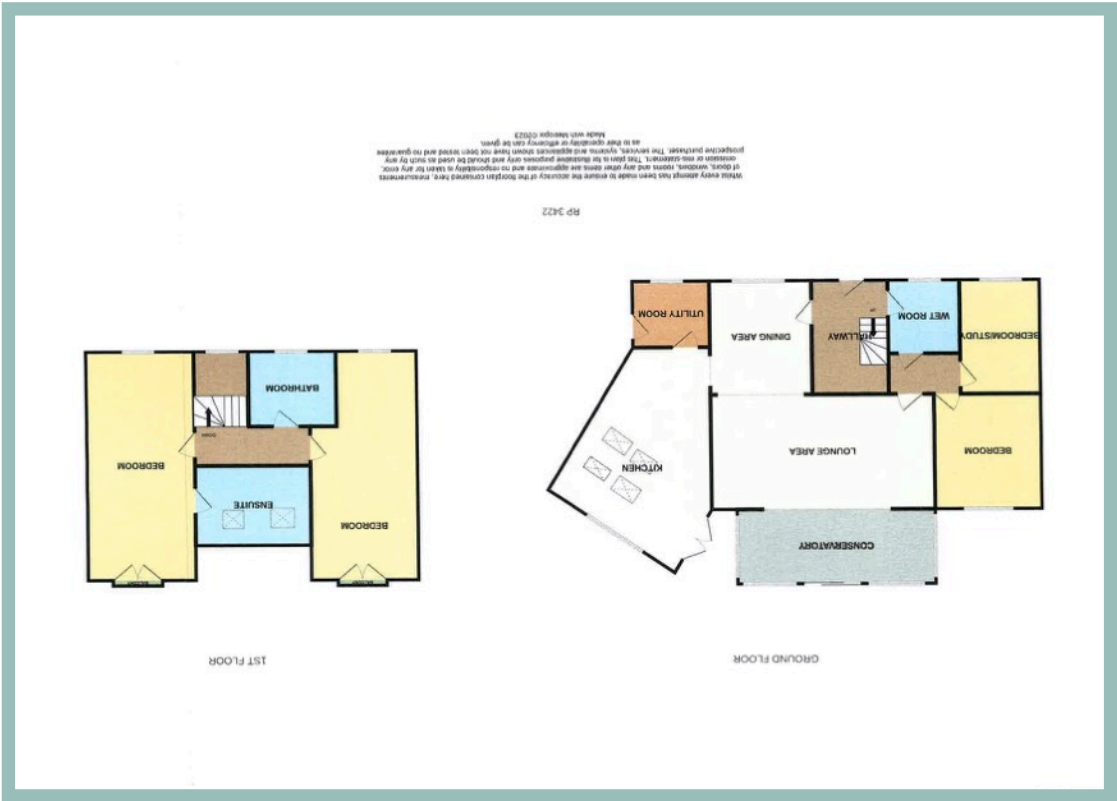 GROUND FLOOR
CONSERVATORY
BEDROOM
LOUNGE AREA
KITCHEN
BEDROOM/STUDY
WET ROOM
UP
HALLWAY
DINING AREA
UTILITY ROOM
1ST FLOOR
BALCONY
BALCONY
BEDROOM
ENSUITE
BEDROOM
DOWN
BATHROOM
RP 3422
Whilst every attempt has been made to ensure the accuracy of the floorplan contained here, measurements
of doors, windows, rooms and any other items are approximate and no responsibility is taken for any error,
omission or mis-statement. This plan is for illustrative purposes only and should be used as such by any
prospective purchaser. The services, systems and appliances shown have not been tested and no guarantee
as to their operability or efficiency can be given.
Made with Metropix ©2023